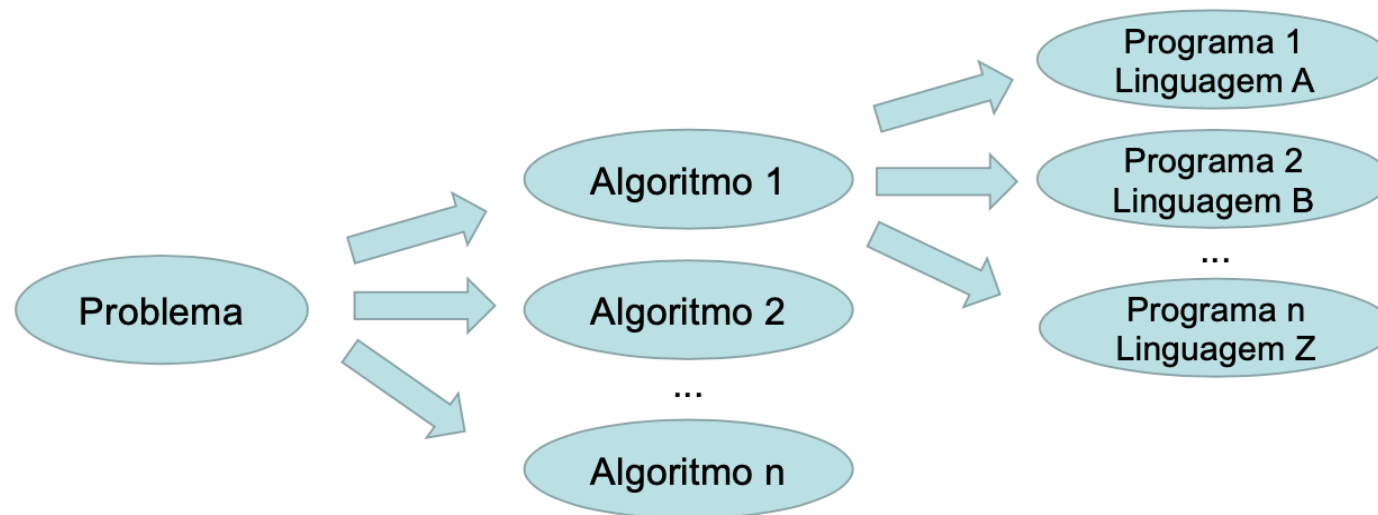 Problema
Algoritmo 1
Algoritmo 2
...
Algoritmo n
Programa 1
Linguagem A
Programa 2
Linguagem B
...
Programa n
Linguagem Z